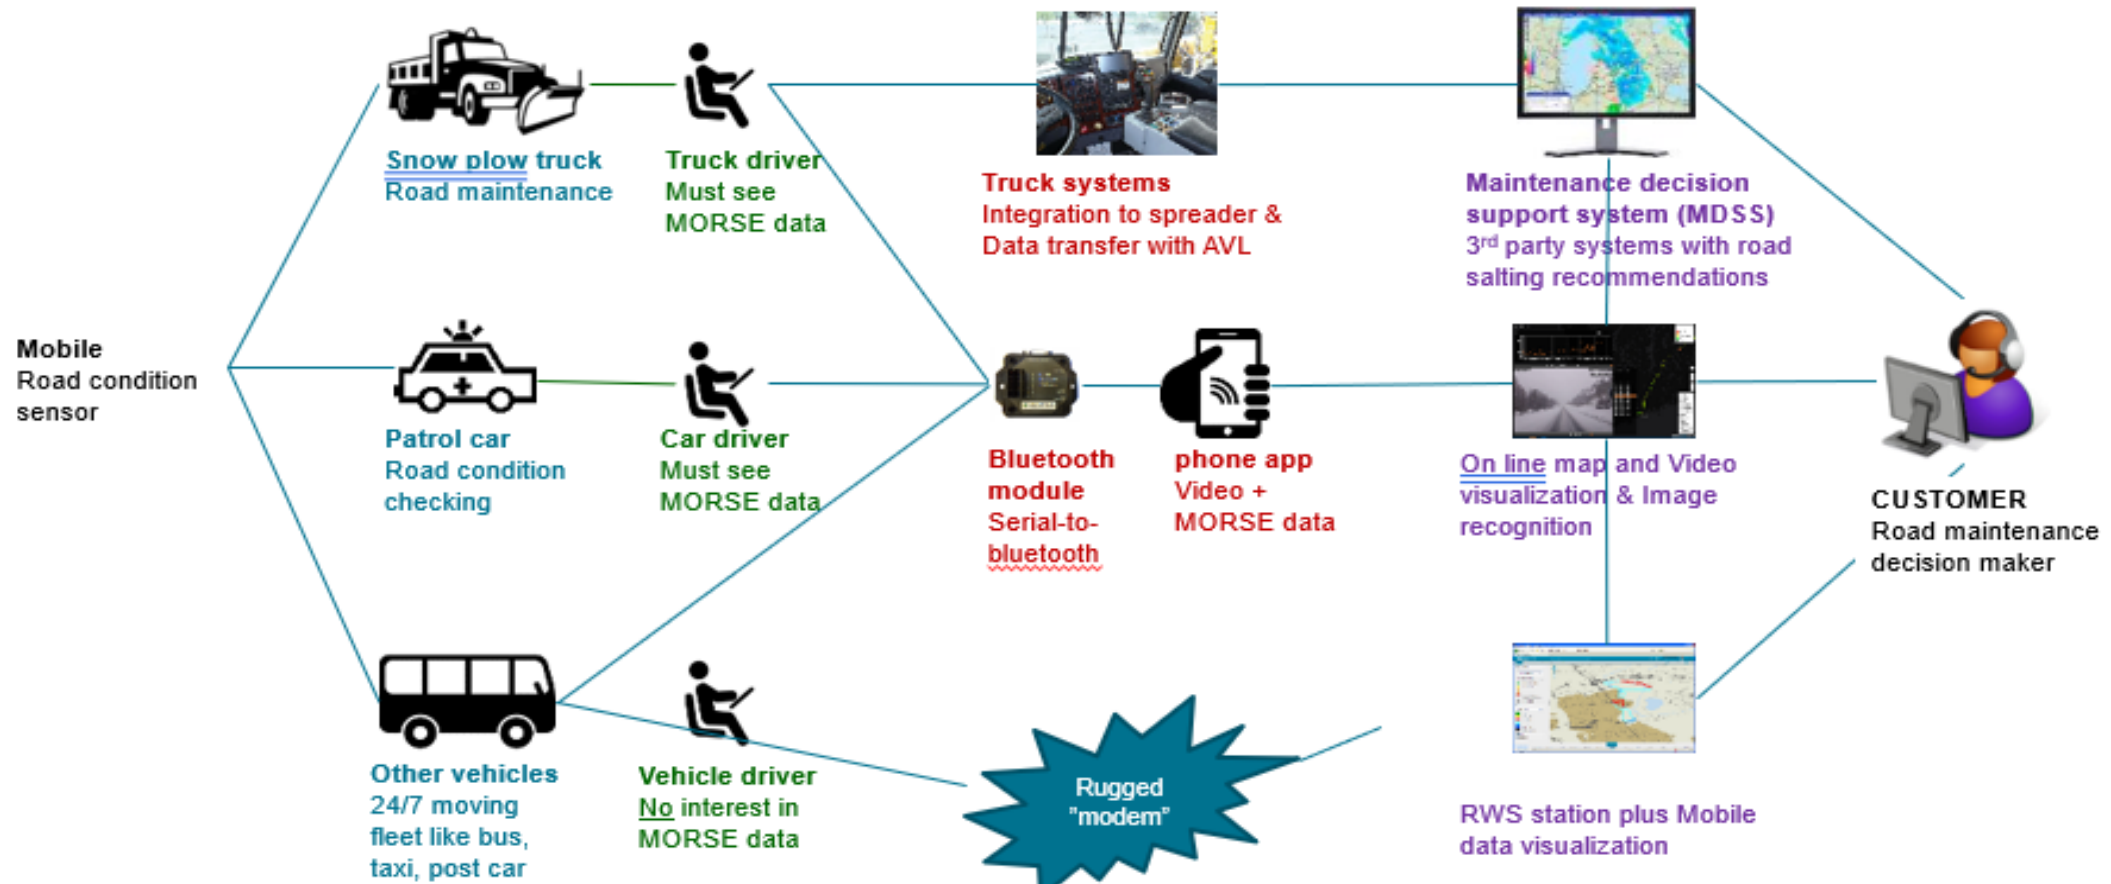 Mobile
Road condition
sensor
Snow plow truck
Road maintenance
Truck driver
Must see
MORSE data
Truck systems
Integration to spreader &
Data transfer with AVL
Maintenance decision
support system (MDSS)
3rd party systems with road
salting recommendations
Patrol car
Road condition
checking
Car driver
Must see
MORSE data
Bluetooth
module
Serial-to-
bluetooth
phone app
Video +
MORSE data
On line map and Video
visualization & Image
recognition
CUSTOMER
Road maintenance
decision maker
Other vehicles
24/7 moving
fleet like bus,
taxi, post car
Vehicle driver
No interest in
MORSE data
Rugged
"modem"
RWS station plus Mobile
data visualization